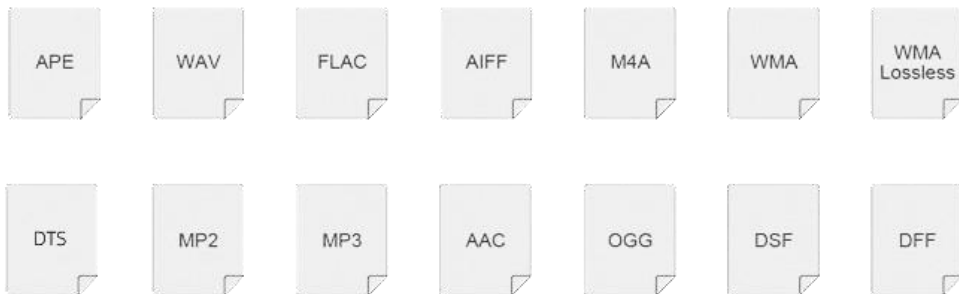 APE
WAV
FLAC
AIFF
M4A
WMA
WMA
Lossless
DTS
MP2
MP3
AAC
OGG
DSF
DFF